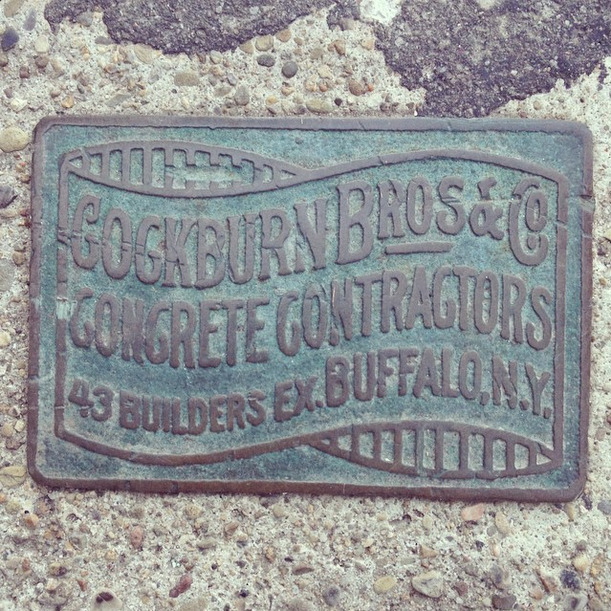 COCKBURN BROS & CO
CONCRETE CONTRACTORS
43 BUILDERS EX. BUFFALO, N.Y.